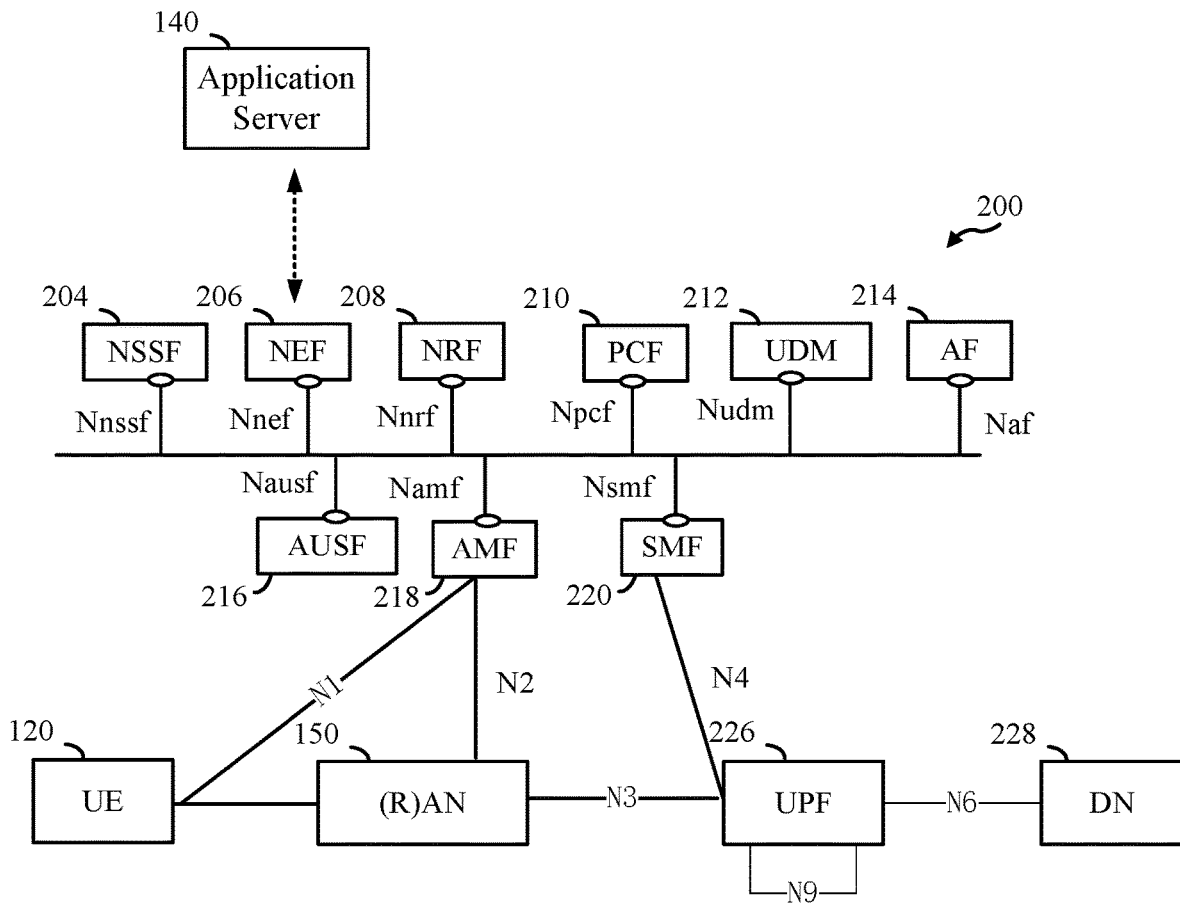 140
Application
Server
200
204
206
208
210
212
214
NSSF
NEF
NRF
PCF
UDM
AF
Nnssf
Nnef
Nnrf
Npcf
Nudm
Naf
Nausf
Namf
Nsmf
AUSF
AMF
SMF
216
218
220
N1
N2
N4
120
150
226
228
UE
(R)AN
N3
UPF
N6
DN
N9